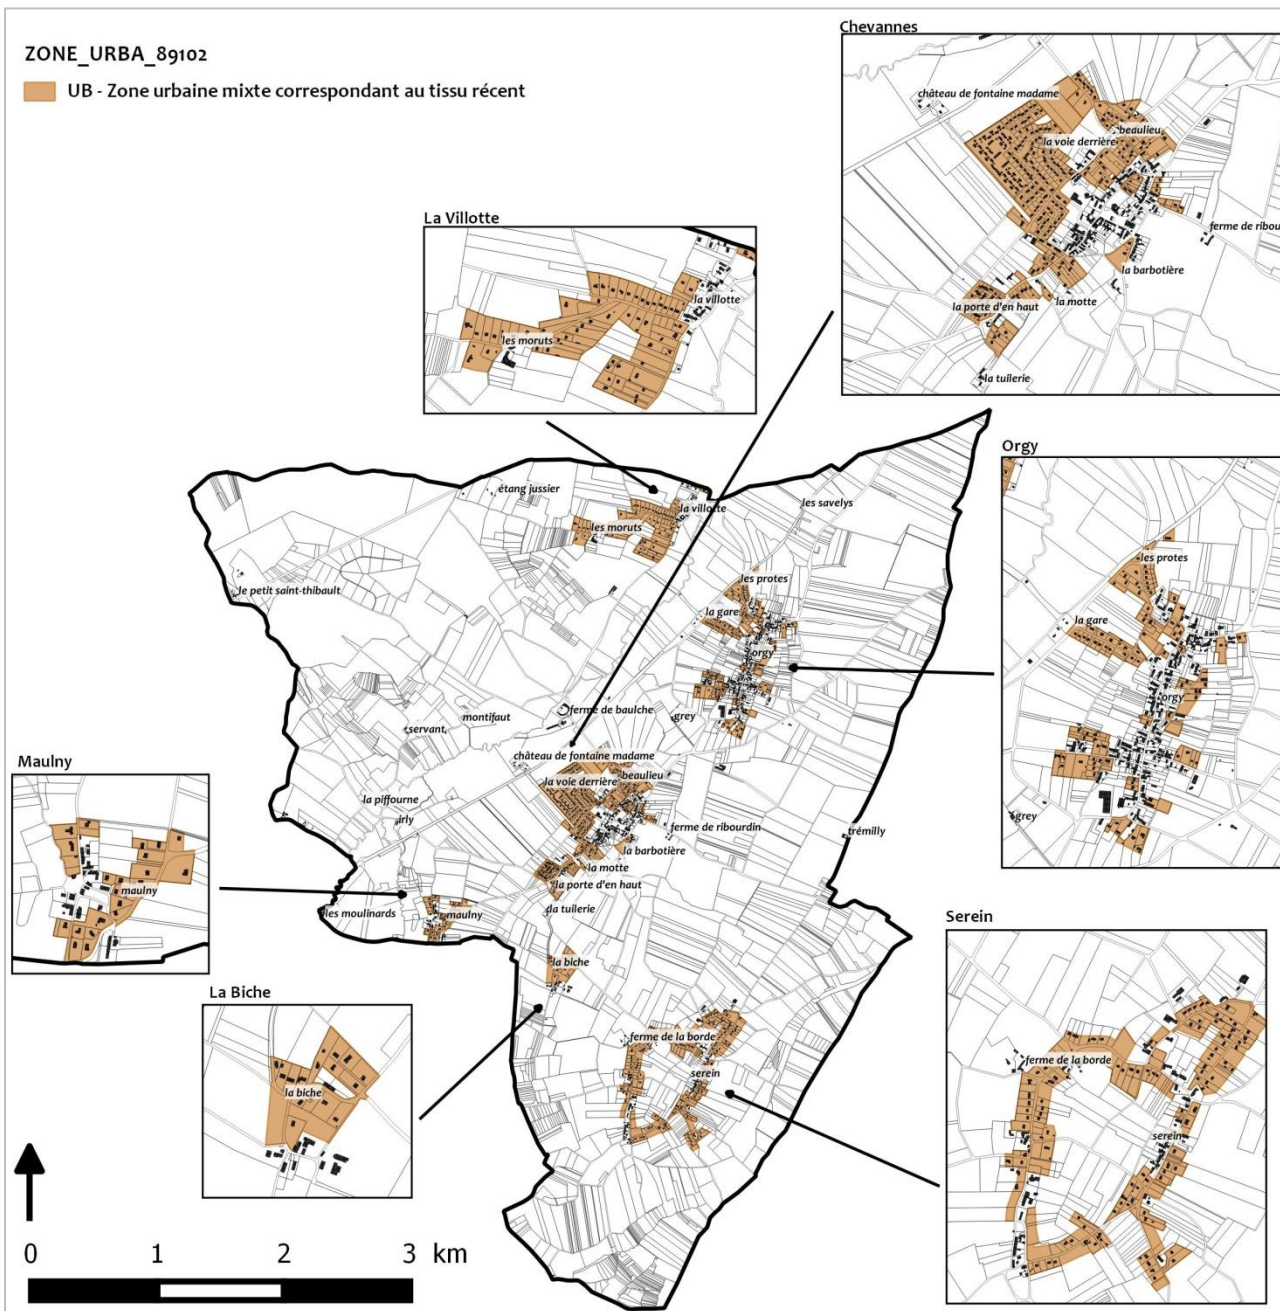 ZONE_URBA_89102
UB - Zone urbaine mixte correspondant au tissu récent
Chevannes
château de fontaine madame
beaulieu
la voie derrière
ferme de ribou
la barbotière
la motte
la porte d'en haut
la tuilerie
La Villotte
la villotte
les moruts
Orgy
les protes
la gare
orgy
grey
étang jussier
les savelys
la villotte
les moruts
le petit saint-thibault
les protes
la gare
orgy
montifaut
ferme de baulche
grey
servant
château de fontaine madame
beaulieu
la voie derrière
la piffourne
irly
ferme de ribourdin
trémilly
la barbotière
la motte
la porte d'en haut
les moulinards
maulny
la tuilerie
la biche
ferme de la borde
serein
Maulny
maulny
La Biche
la biche
Serein
ferme de la borde
serein
0 1 2 3 km